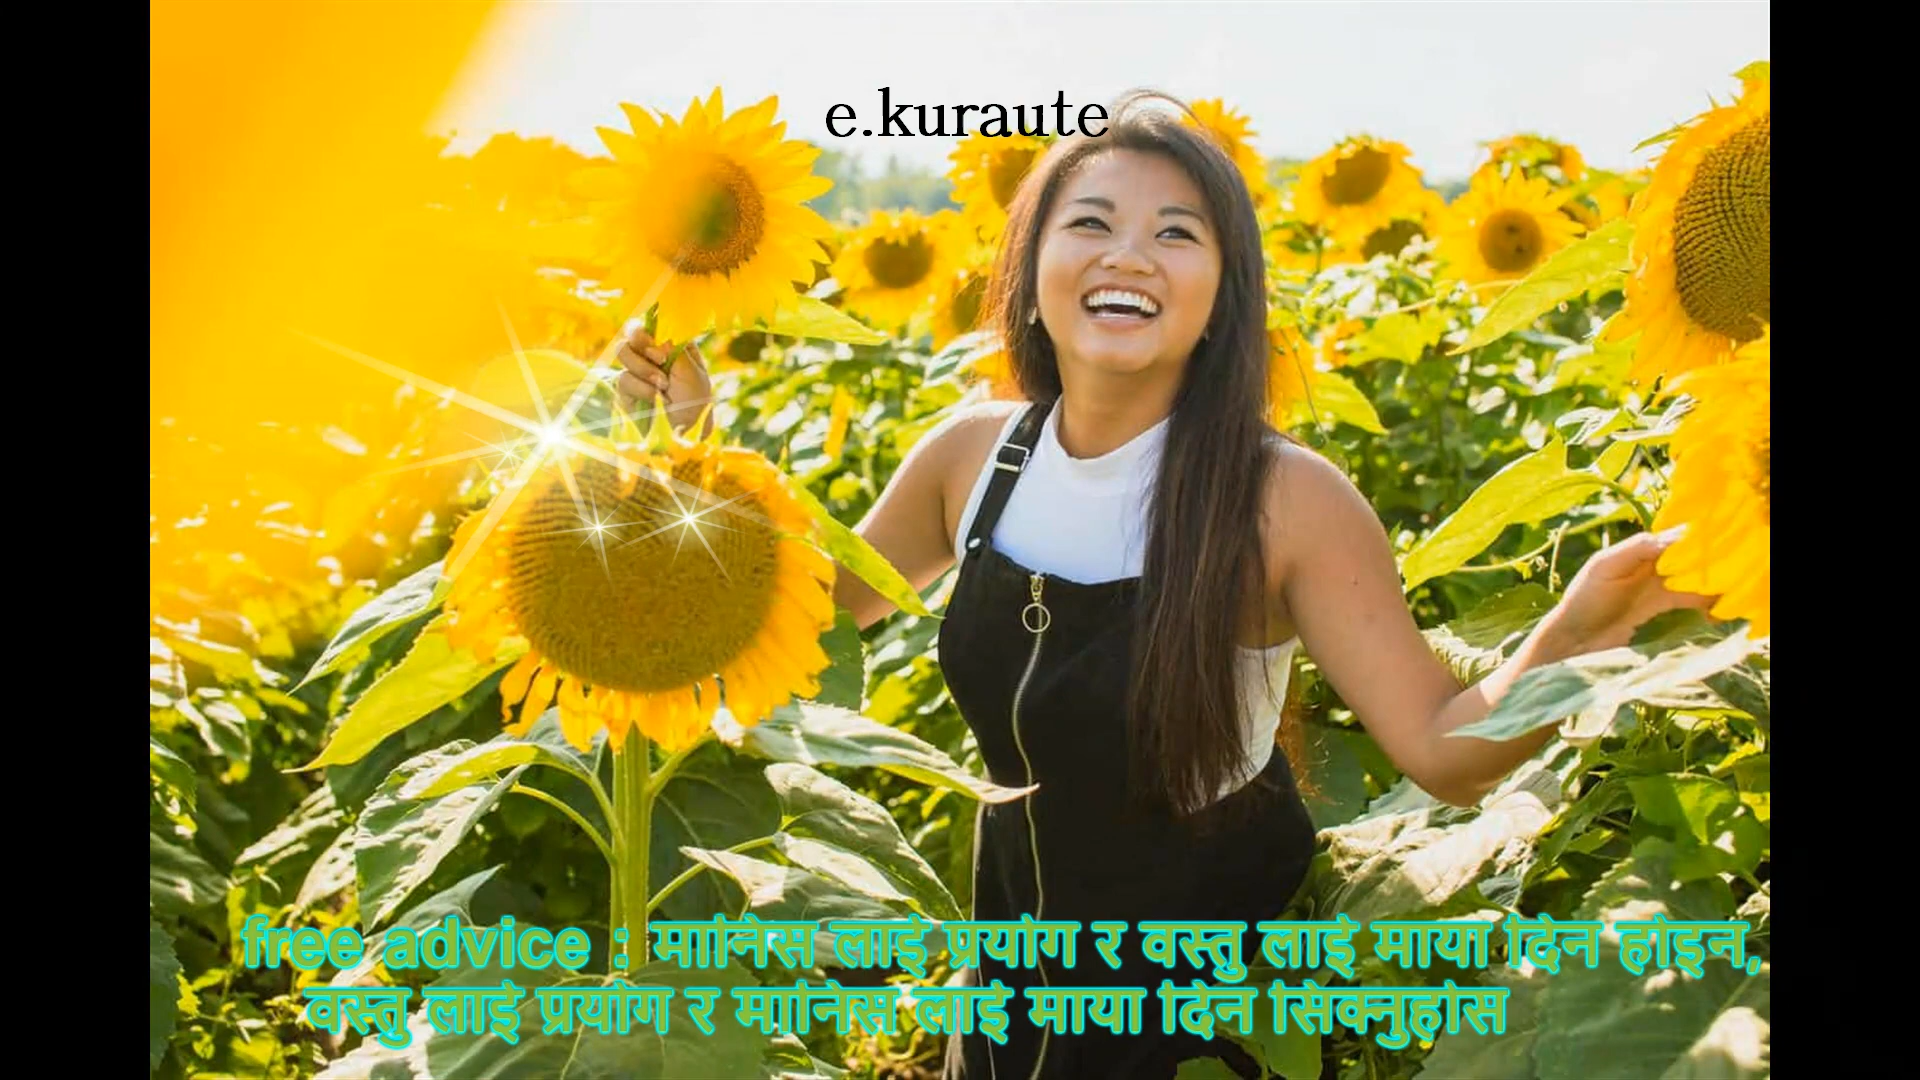 e.kuraute
free advice : मानिस लाई प्रयोग र वस्तु लाई माया दिन होइन,
वस्तु लाई प्रयोग र मानिस लाई माया दिन सिक्नुहोस